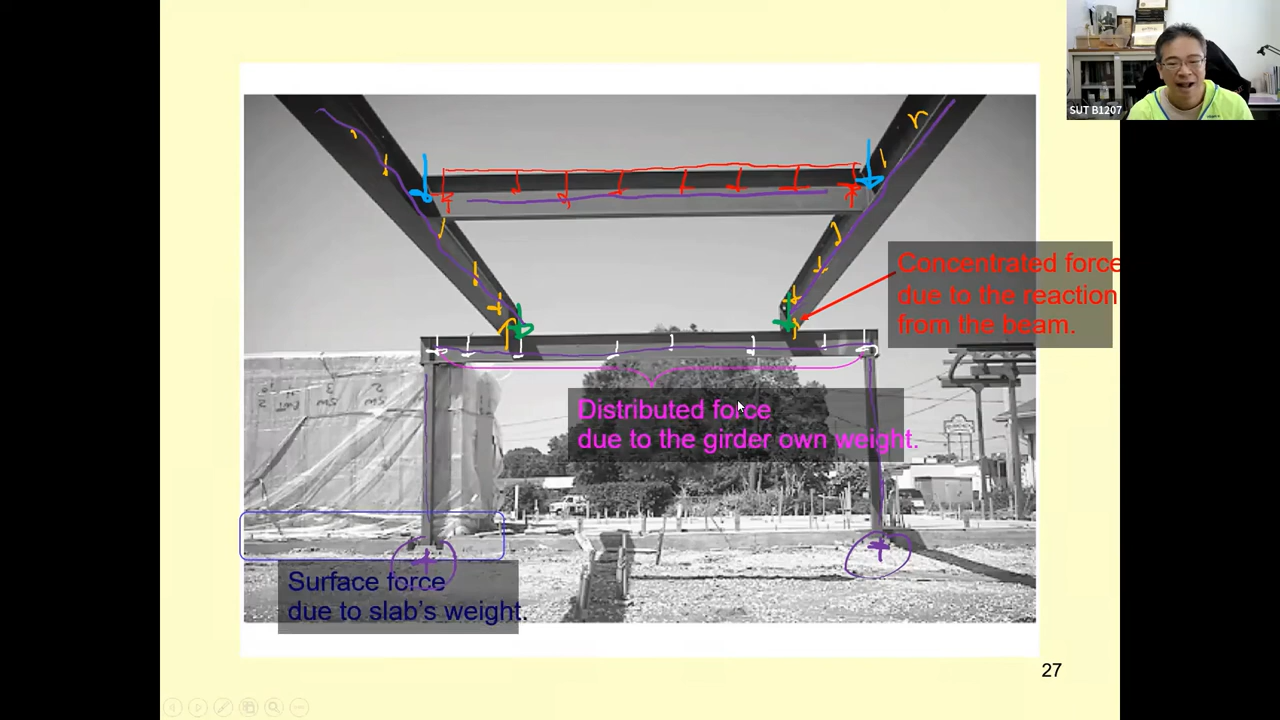 SUT B1207
Concentrated force
due to the reaction
from the beam.
Distributed force
due to the girder own weight.
Surface force
due to slab's weight.
27